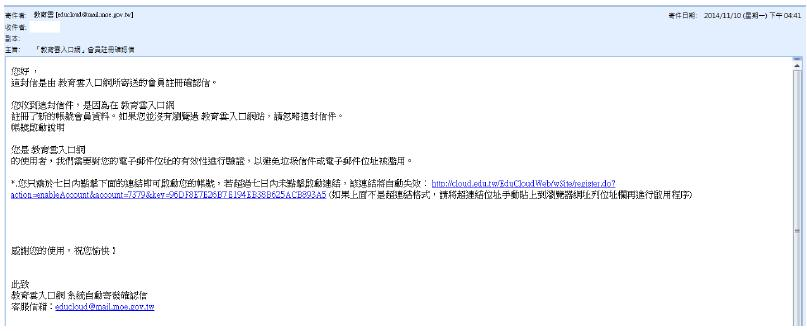 寄件者: 教育雲 [educloud@mail.moe.gov.tw] 寄件日期: 2014/11/10 (星期一) 下午 04:41
收件者:
副本:
主旨: 「教育雲入口網」會員註冊確認信
您好，
這封信是由 教育雲入口網所寄送的會員註冊確認信。
您收到這封信件，是因為在 教育雲入口網
註冊了新的帳號會員資料。如果您並沒有瀏覽過 教育雲入口網站，請忽略這封信件。
帳號啟動說明
您是 教育雲入口網
的使用者，我們需要對您的電子郵件位址的有效性進行驗證，以避免垃圾信件或電子郵件位址被濫用。
*.您只需於七日內點擊下面的連結即可啟動您的帳號，若超過七日內未點擊啟動連結，該連結將自動失效： http://cloud.edu.tw/EduCloudWeb/wSite/register.do?
action=enableAccount&account=7379&key=96DF8E7E26B7E194EB38B625ACB893A5 (如果上面不是超連結格式，請將超連結位址手動貼上到瀏覽器網址列位址欄再進行啟用程序)
感謝您的使用，祝您愉快！
此致
教育雲入口網 系統自動寄發確認信
客服信箱：educloud@mail.moe.gov.tw